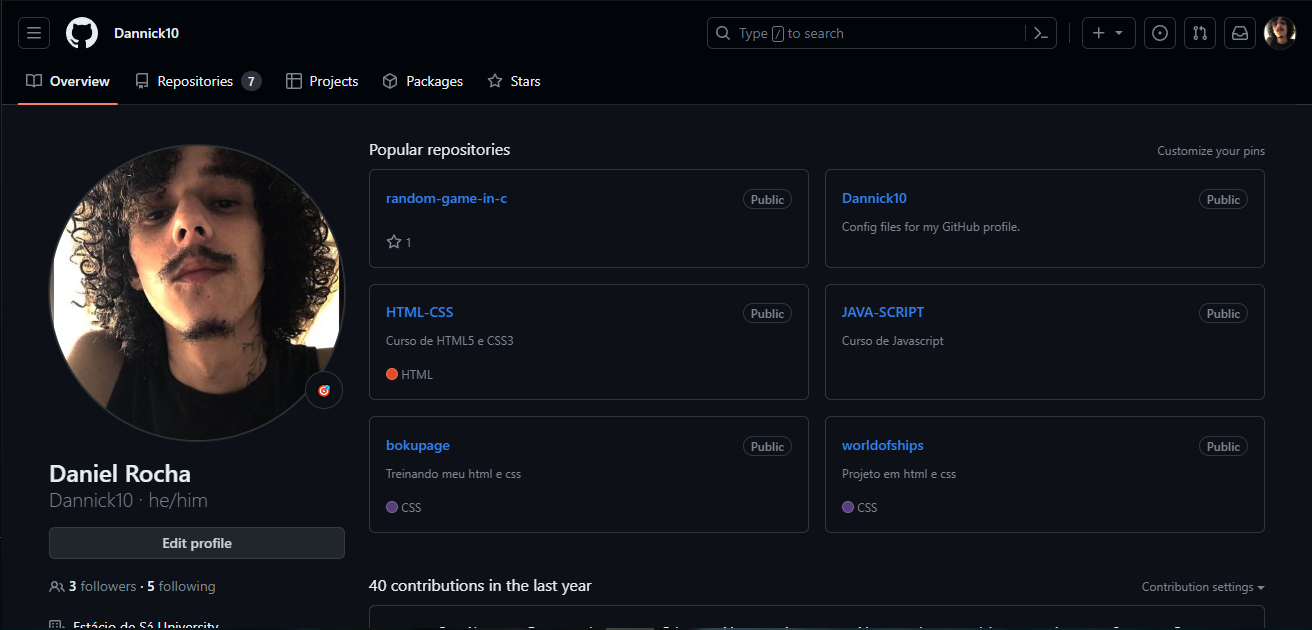 Dannick10
Type / to search
Overview
Repositories 7
Projects
Packages
Stars
Popular repositories
Customize your pins
random-game-in-c
Public
1
Dannick10
Public
Config files for my GitHub profile.
HTML-CSS
Public
Curso de HTML5 e CSS3
HTML
JAVA-SCRIPT
Public
Curso de Javascript
bokupage
Public
Treinando meu html e css
CSS
worldofships
Public
Projeto em html e css
CSS
Daniel Rocha
Dannick10 · he/him
Edit profile
3 followers · 5 following
Estácio de Sá University
40 contributions in the last year
Contribution settings